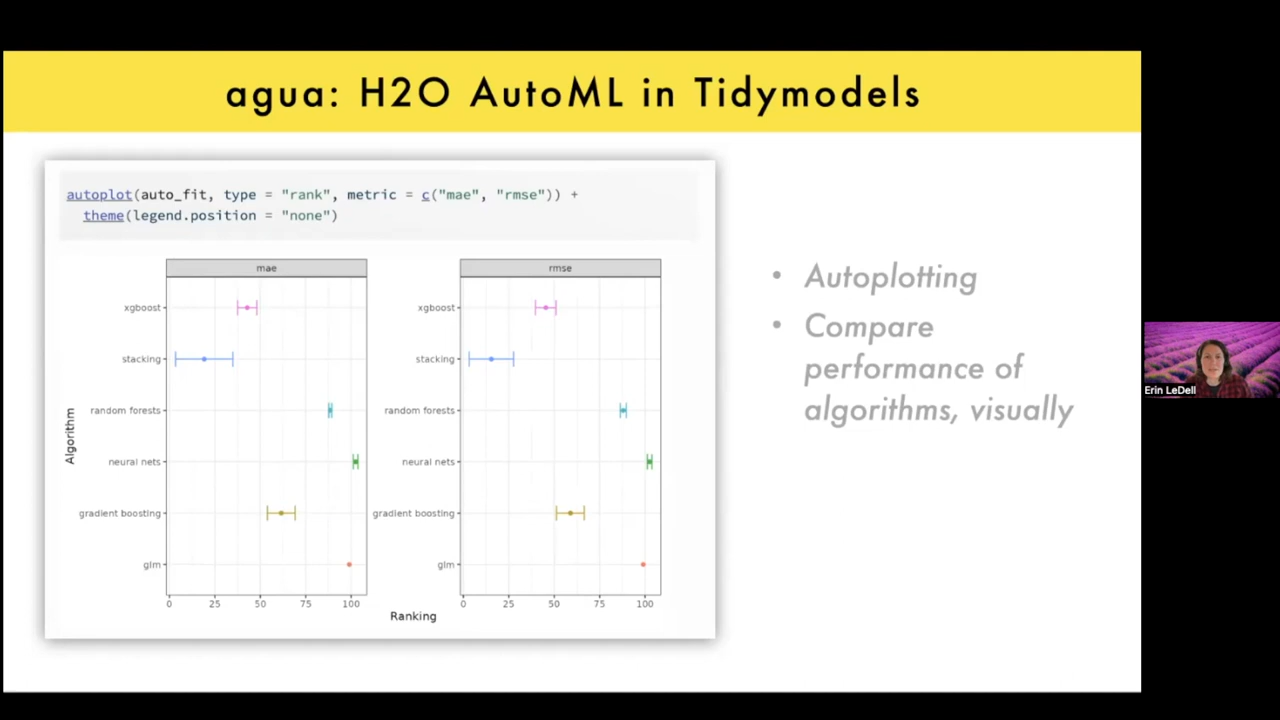 agua: H2O AutoML in Tidymodels
autoplot(auto_fit, type = "rank", metric = c("mae", "rmse")) +
theme(legend.position = "none")
mae
xgboost
stacking
random forests
neural nets
gradient boosting
glm
0 25 50 75 100
Algorithm
rmse
xgboost
stacking
random forests
neural nets
gradient boosting
glm
0 25 50 75 100
Ranking
• Autoplotting
• Compare
performance of
algorithms, visually
Erin LeDell